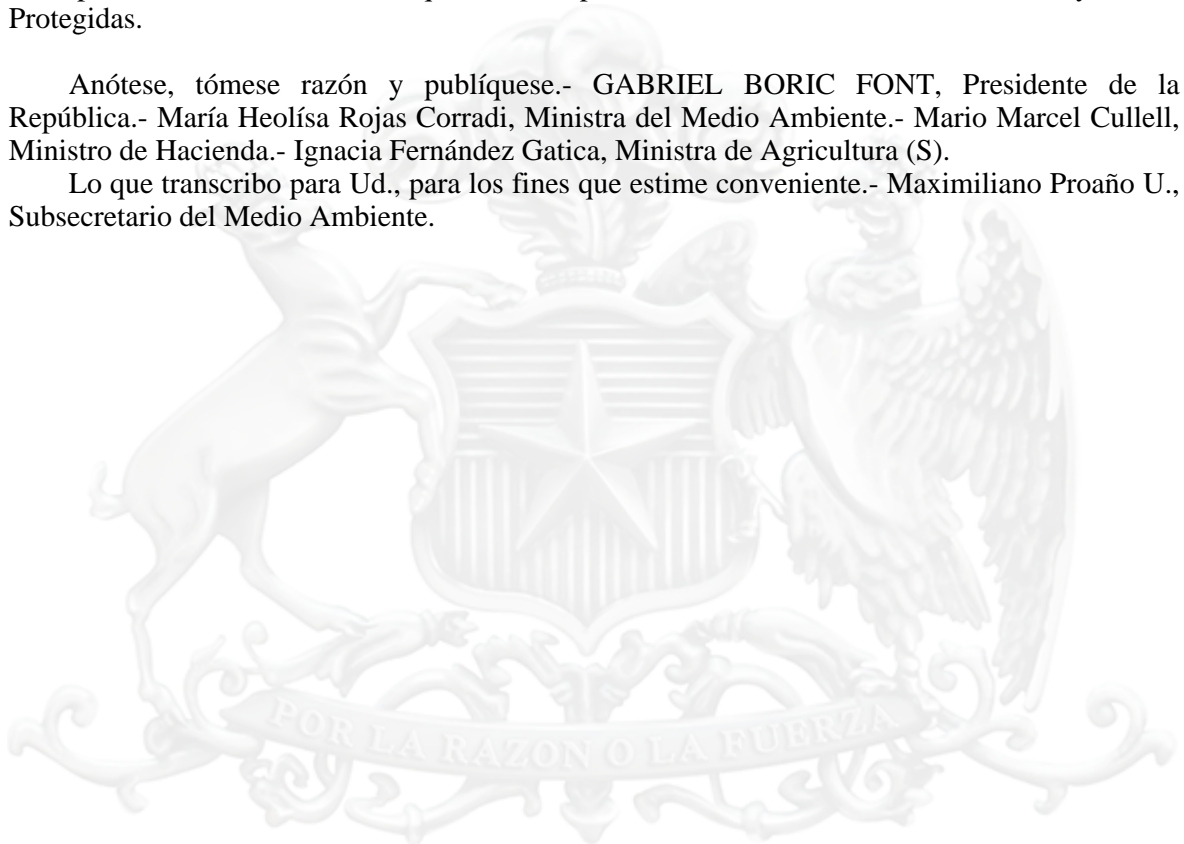 Protegidas.
Anótese, tómese razón y publíquese.- GABRIEL BORIC FONT, Presidente de la
República.- María Heolísa Rojas Corradi, Ministra del Medio Ambiente.- Mario Marcel Cullell,
Ministro de Hacienda.- Ignacia Fernández Gatica, Ministra de Agricultura (S).
Lo que transcribo para Ud., para los fines que estime conveniente.- Maximiliano Proaño U.,
Subsecretario del Medio Ambiente.
POR LA RAZON O LA FUERZA